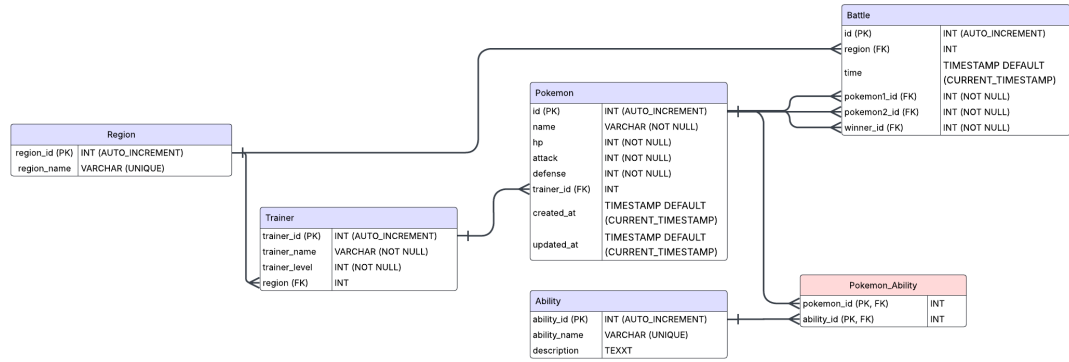 Battle
id (PK) INT (AUTO_INCREMENT)
region (FK) INT
time TIMESTAMP DEFAULT (CURRENT_TIMESTAMP)
pokemon1_id (FK) INT (NOT NULL)
pokemon2_id (FK) INT (NOT NULL)
winner_id (FK) INT (NOT NULL)
Pokemon
id (PK) INT (AUTO_INCREMENT)
name VARCHAR (NOT NULL)
hp INT (NOT NULL)
attack INT (NOT NULL)
defense INT (NOT NULL)
trainer_id (FK) INT
created_at TIMESTAMP DEFAULT (CURRENT_TIMESTAMP)
updated_at TIMESTAMP DEFAULT (CURRENT_TIMESTAMP)
Region
region_id (PK) INT (AUTO_INCREMENT)
region_name VARCHAR (UNIQUE)
Trainer
trainer_id (PK) INT (AUTO_INCREMENT)
trainer_name VARCHAR (NOT NULL)
trainer_level INT (NOT NULL)
region (FK) INT
Pokemon_Ability
pokemon_id (PK, FK) INT
ability_id (PK, FK) INT
Ability
ability_id (PK) INT (AUTO_INCREMENT)
ability_name VARCHAR (UNIQUE)
description TEXXT